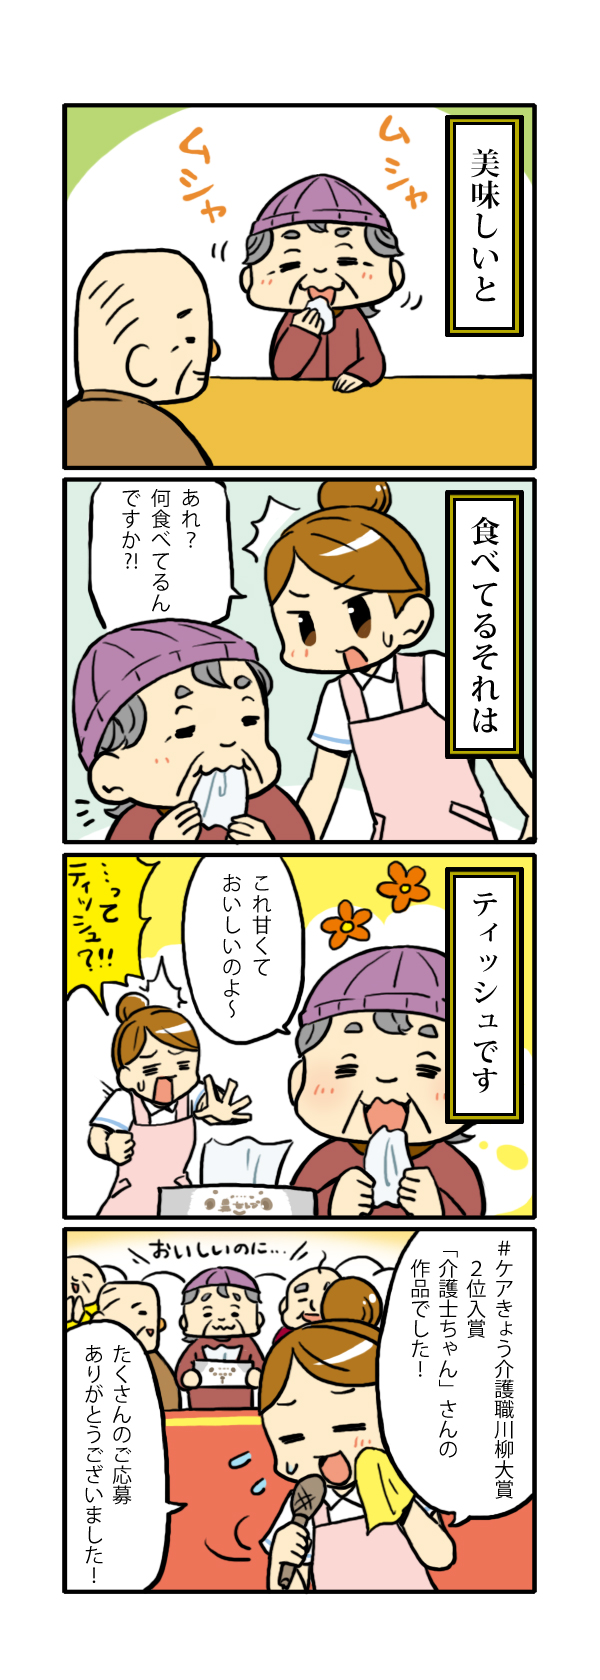 美味しいと
ムシャ
ムシャ
食べてるそれは
あれ?
何食べてるん
ですか?!
ティッシュです
これ甘くて
おいしいのよ〜
…って
ティッシュ
?!!
おいしいのに…
#ケアきょう介護職川柳大賞
2位入賞
「介護士ちゃん」さんの
作品でした!
たくさんのご応募
ありがとうございました!